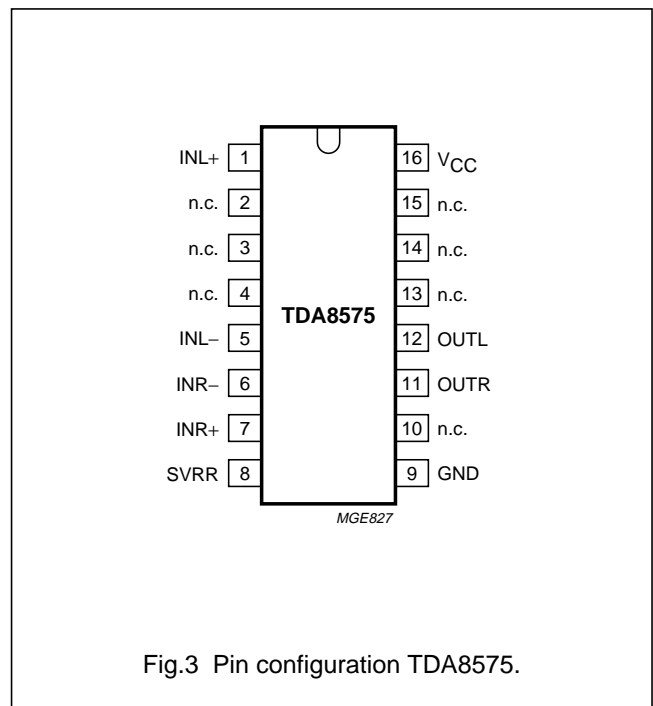 INL+ 1 16 VCC
n.c. 2 15 n.c.
n.c. 3 14 n.c.
n.c. 4 13 n.c.
TDA8575
INL− 5 12 OUTL
INR− 6 11 OUTR
INR+ 7 10 n.c.
SVRR 8 9 GND
MGE827
Fig.3 Pin configuration TDA8575.